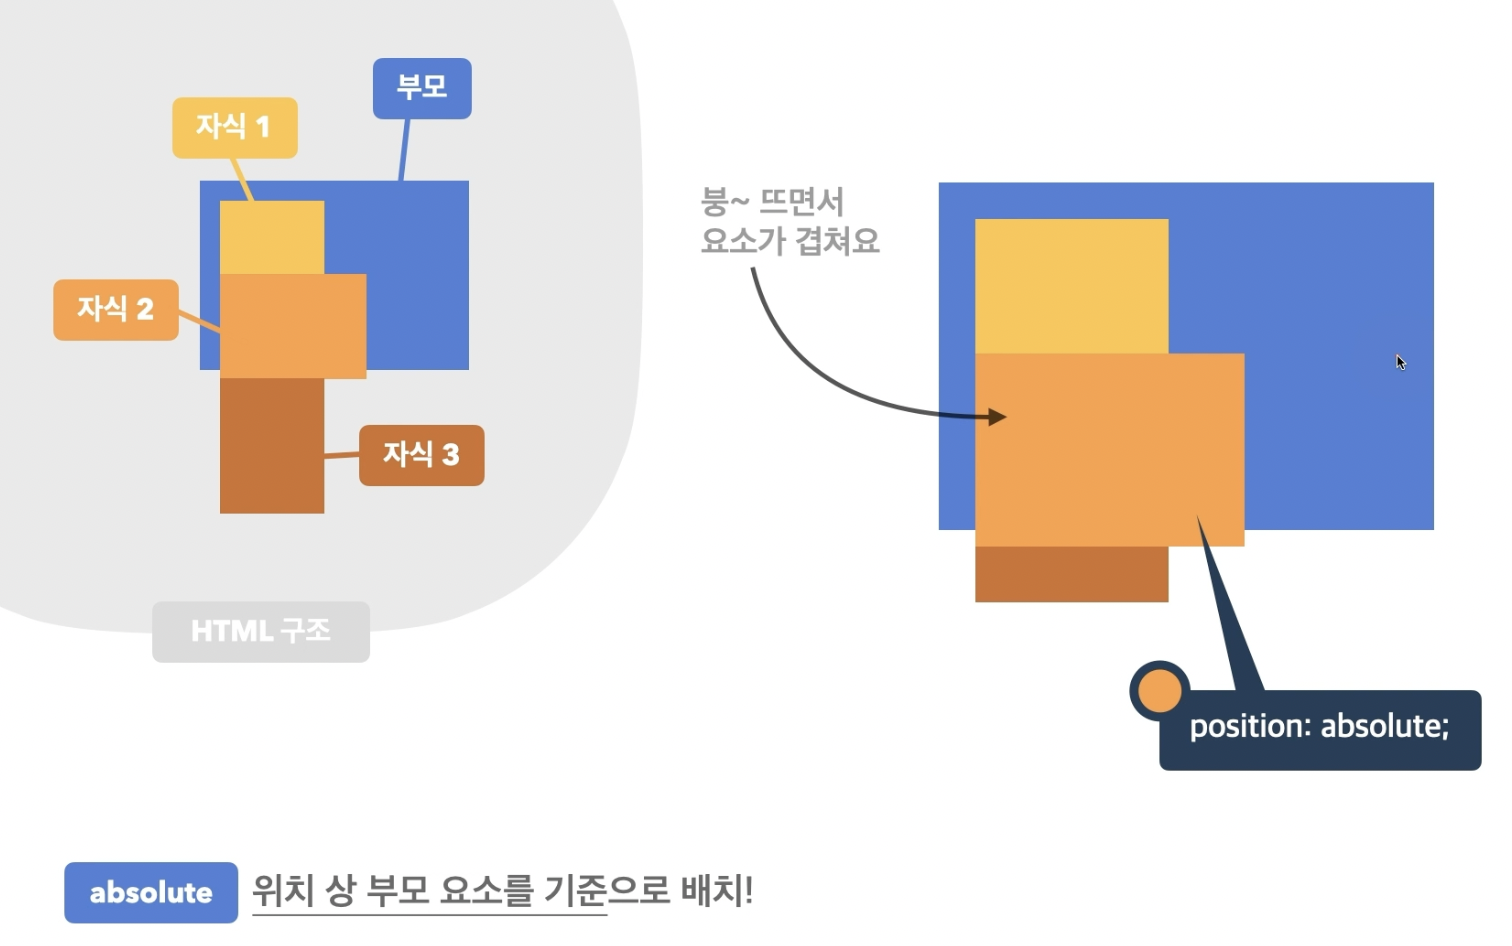 부모
자식 1
자식 2
자식 3
HTML 구조
붕~ 뜨면서
요소가 겹쳐요
position: absolute;
absolute 위치 상 부모 요소를 기준으로 배치!